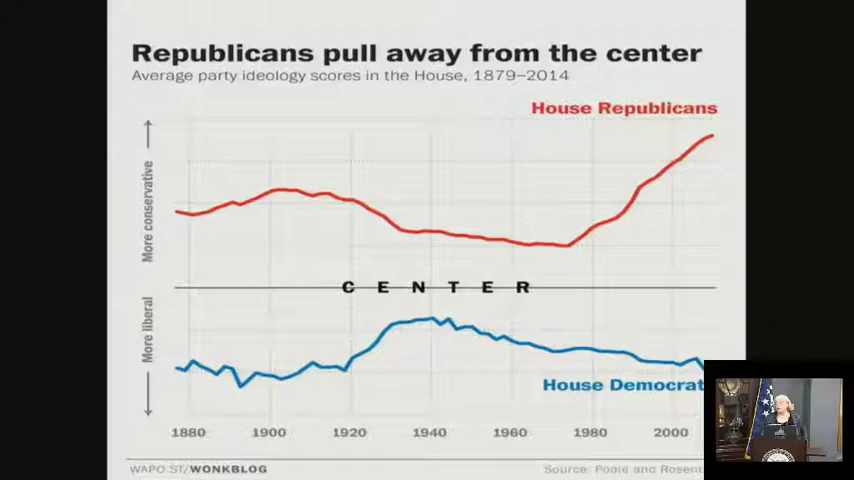 Republicans pull away from the center
Average party ideology scores in the House, 1879–2014
House Republicans
More conservative
CENTER
More liberal
House Democrat
1880 1900 1920 1940 1960 1980 2000
WAPO.ST/WONKBLOG
Source: Poole and Rosent